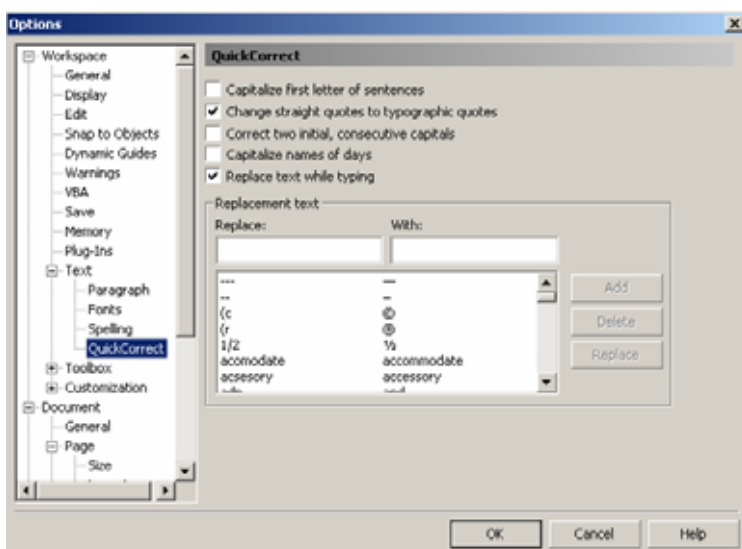 Options
Workspace
General
Display
Edit
Snap to Objects
Dynamic Guides
Warnings
VBA
Save
Memory
Plug-Ins
Text
Paragraph
Fonts
Spelling
QuickCorrect
Toolbox
Customization
Document
General
Page
Size
QuickCorrect
Capitalize first letter of sentences
Change straight quotes to typographic quotes
Correct two initial, consecutive capitals
Capitalize names of days
Replace text while typing
Replacement text
Replace: With:
--- —
-- –
(c ©
(r ®
1/2 ½
acomodate accommodate
acsesory accessory
Add
Delete
Replace
OK Cancel Help